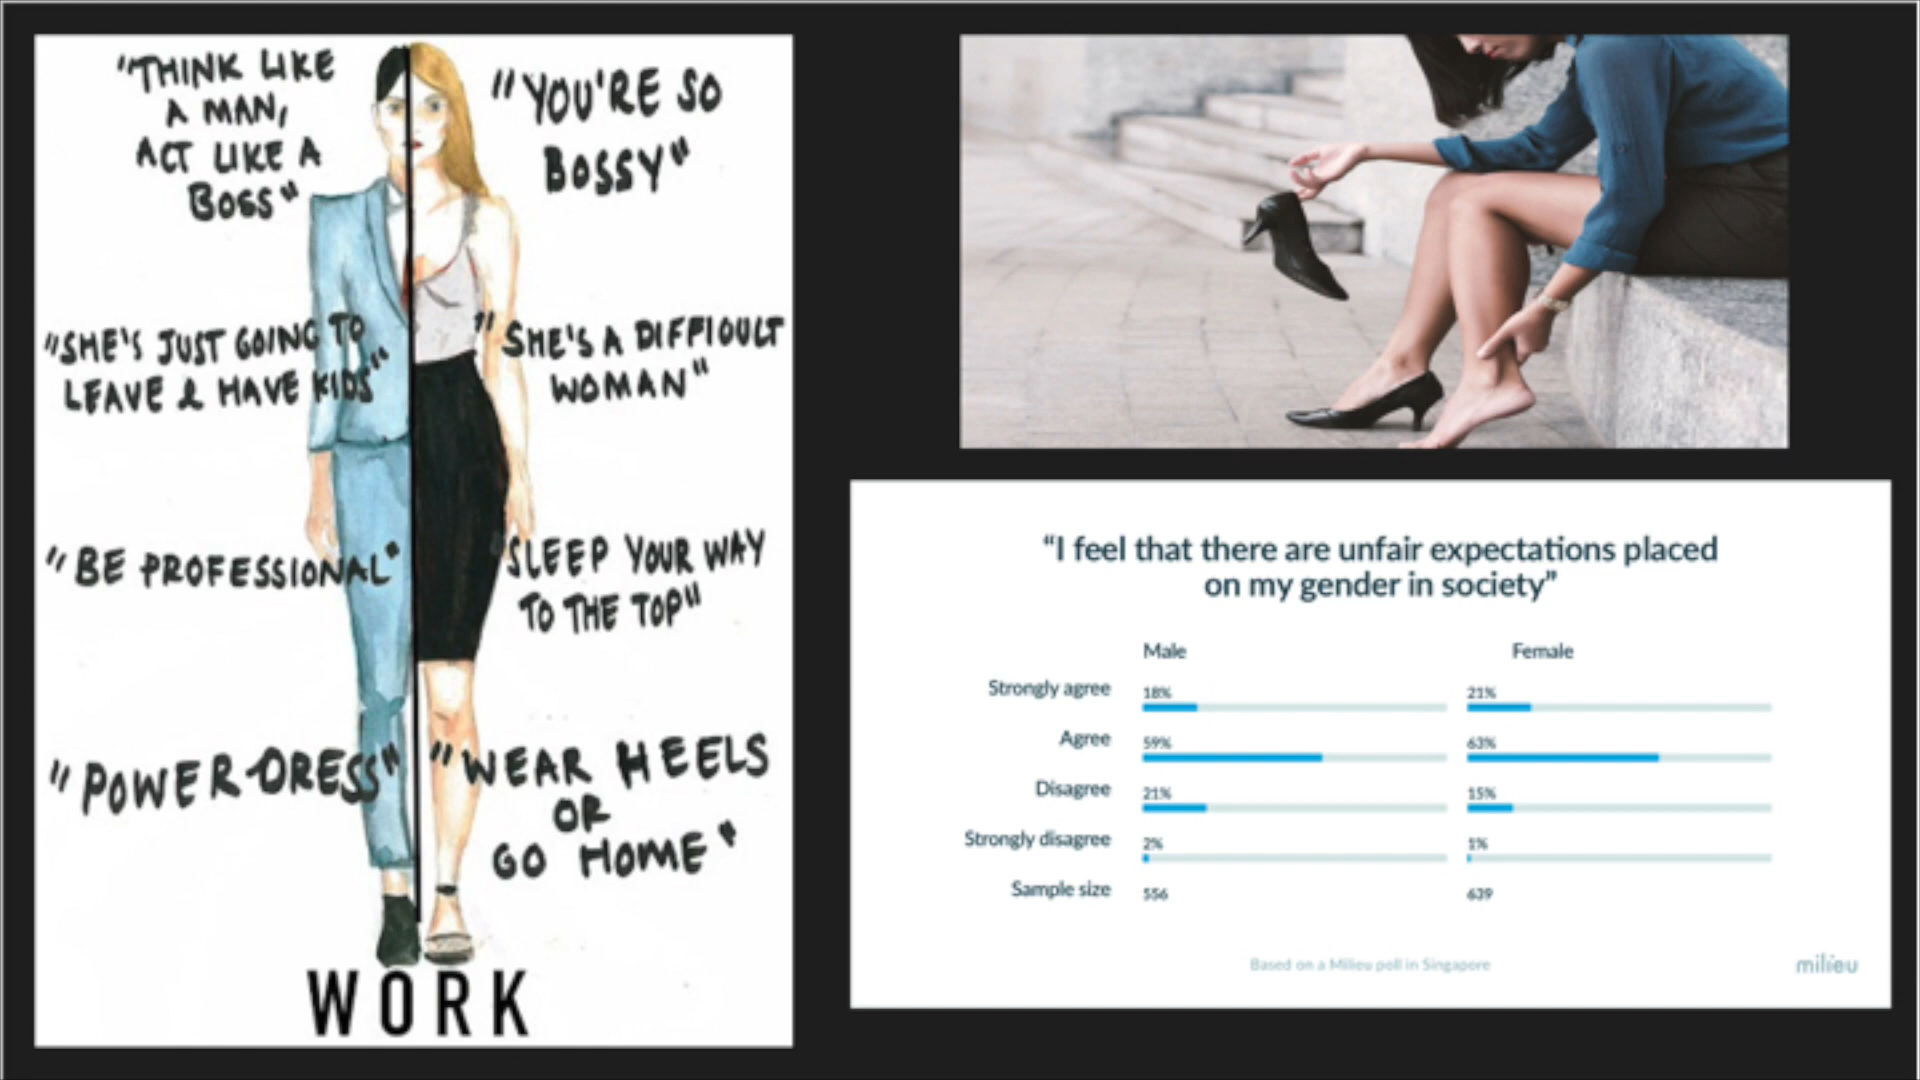 "THINK LIKE
A MAN,
ACT LIKE A
BOSS"
"YOU'RE SO
BOSSY"
"SHE'S JUST GOING TO
LEAVE & HAVE KIDS"
"SHE'S A DIFFICULT
WOMAN"
"BE PROFESSIONAL"
SLEEP YOUR WAY
TO THE TOP"
"POWER DRESS"
"WEAR HEELS
OR
GO HOME"
WORK
“I feel that there are unfair expectations placed
on my gender in society”
Male Female
Strongly agree 18% 21%
Agree 59% 63%
Disagree 21% 15%
Strongly disagree 2% 1%
Sample size 556 639
Based on a Milieu poll in Singapore
milieu